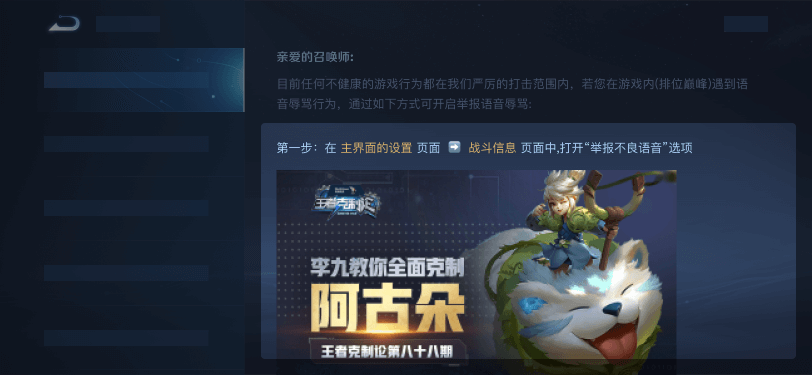 亲爱的召唤师:
目前任何不健康的游戏行为都在我们严厉的打击范围内。若您在游戏内(排位巅峰)遇到语
音辱骂行为，通过如下方式可开启举报语音辱骂:
第一步：在 主界面的设置 页面 ➡ 战斗信息 页面中,打开“举报不良语音”选项
王者克制论
李九教你全面克制
阿古朵
王者克制论第八十八期